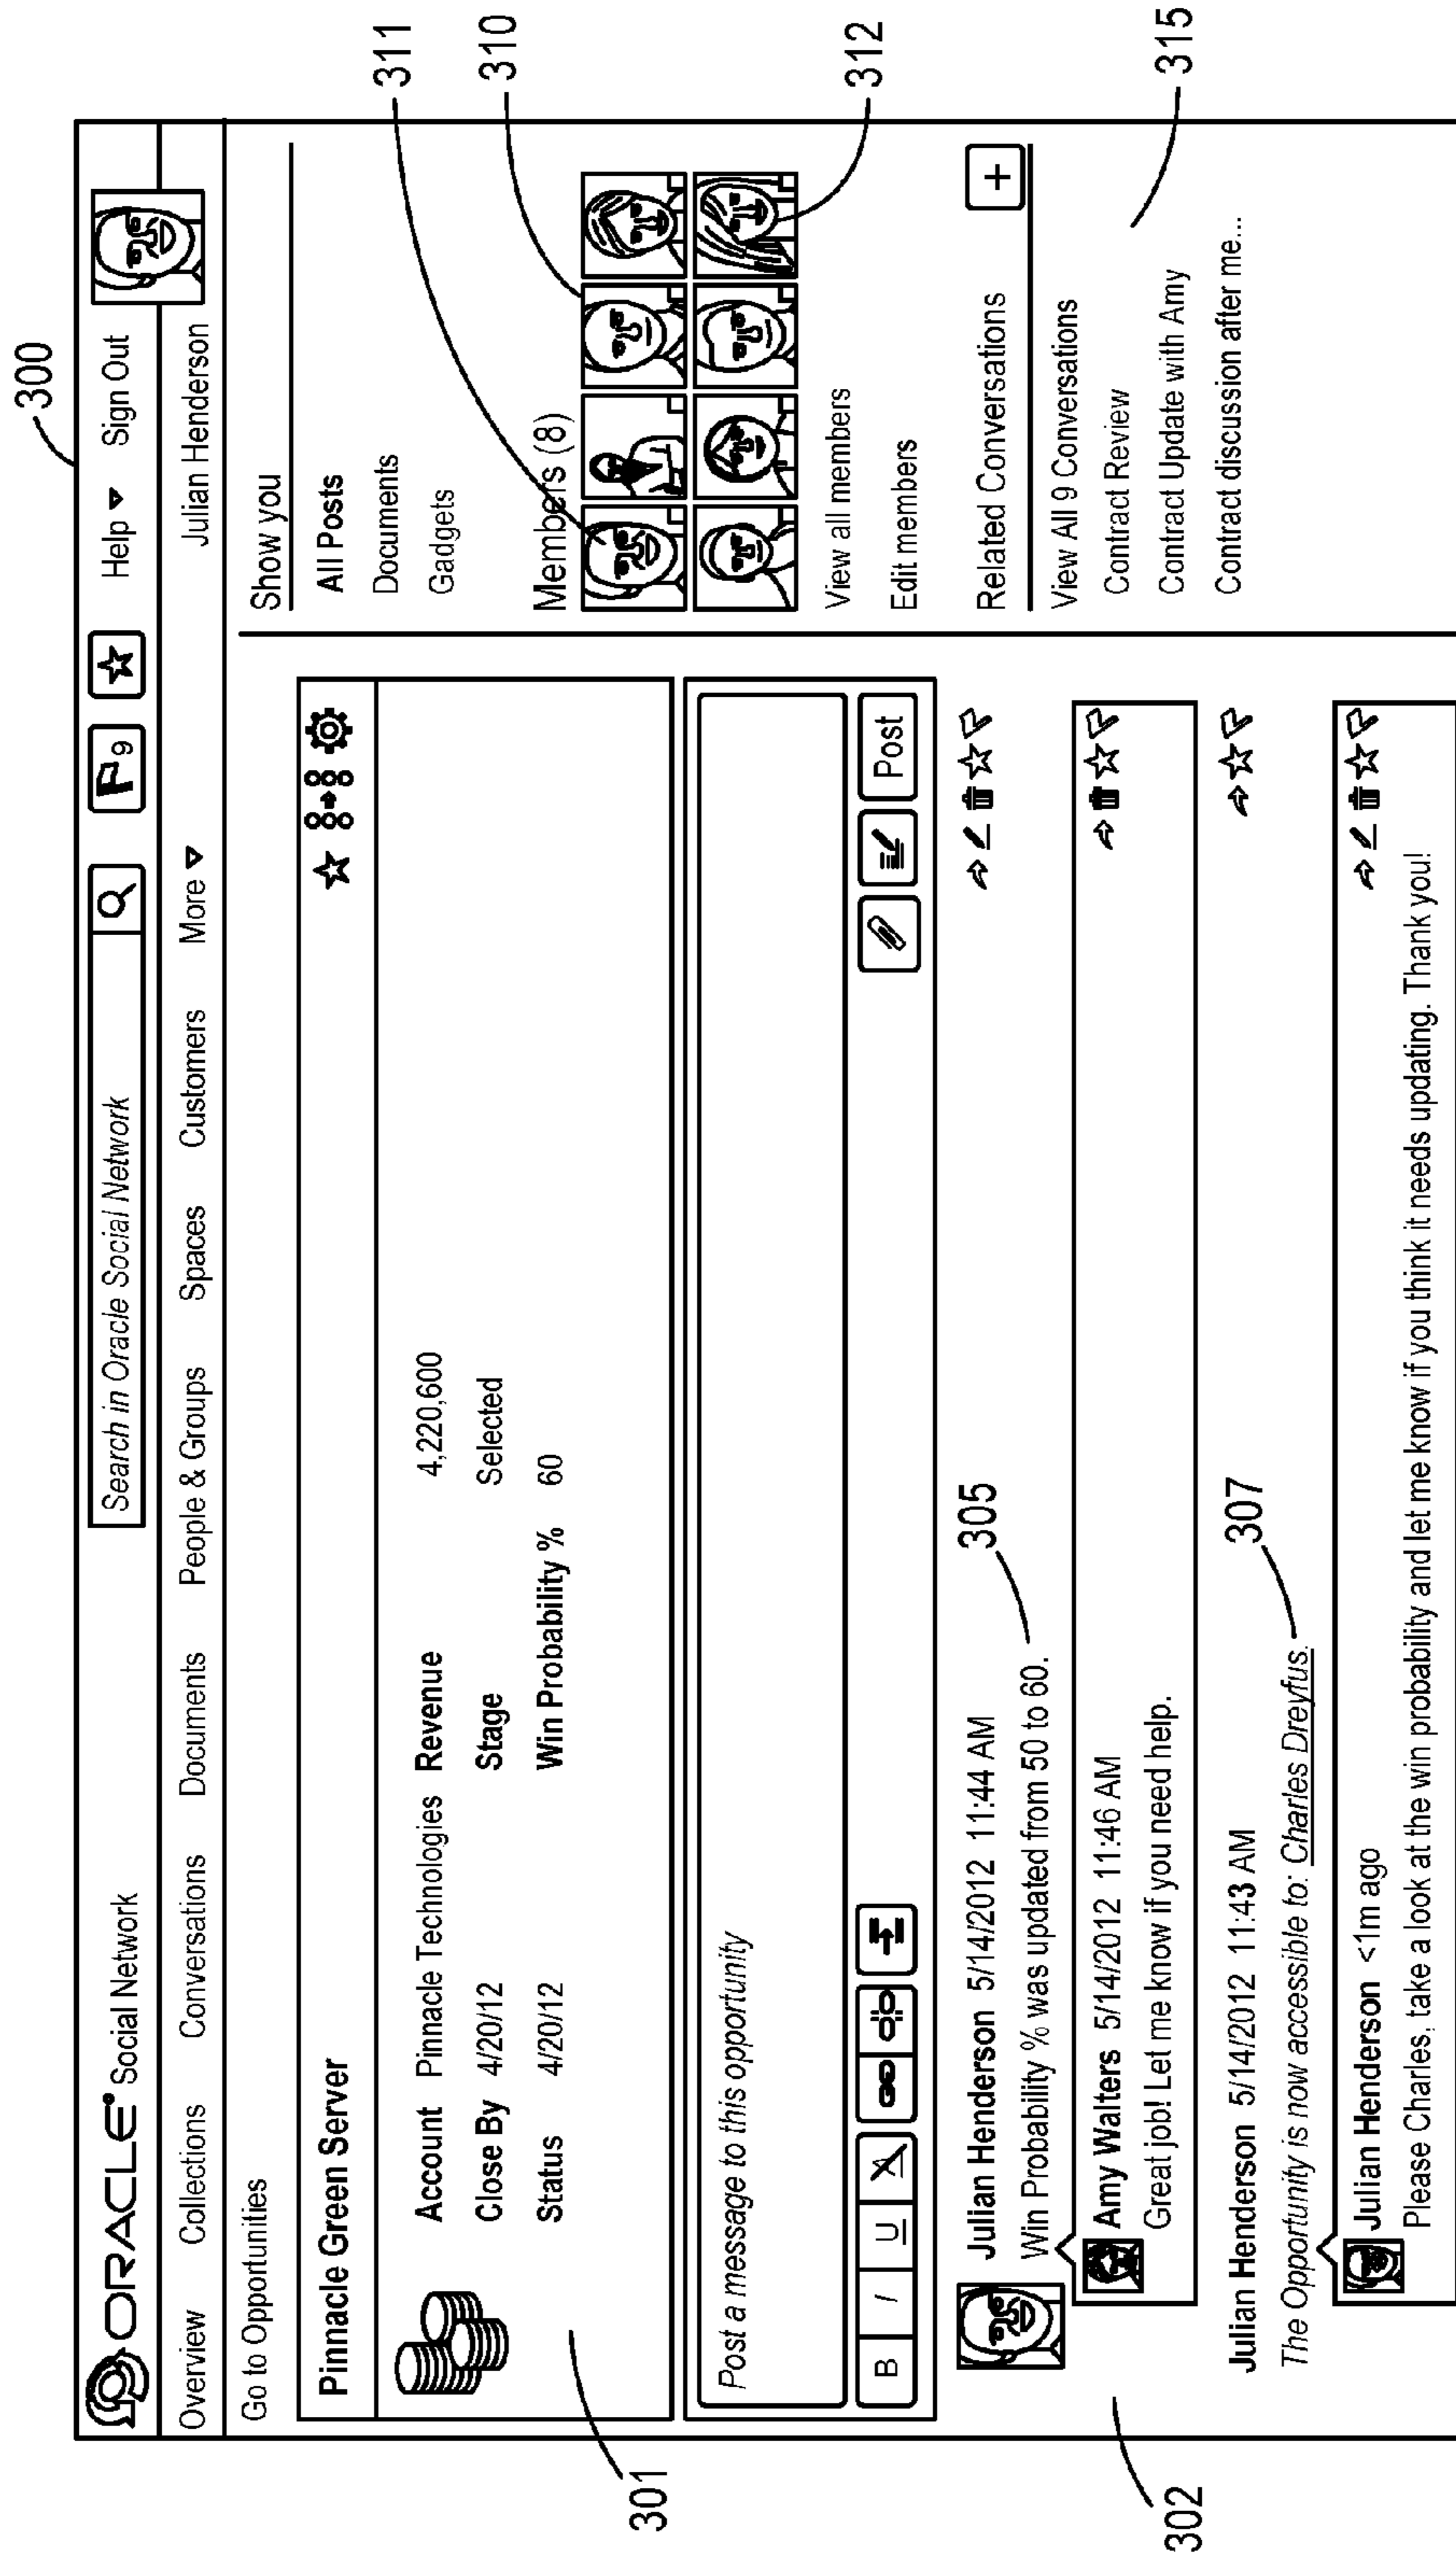 300
ORACLE Social Network
Search in Oracle Social Network
9
Help
Sign Out
Overview Collections Conversations Documents People & Groups Spaces Customers More
Julian Henderson
Go to Opportunities
Pinnacle Green Server
Account Pinnacle Technologies Revenue 4,220,600
Close By 4/20/12 Stage Selected
Status 4/20/12 Win Probability % 60
301
Post a message to this opportunity
B I U A
Post
302
Julian Henderson 5/14/2012 11:44 AM
305
Win Probability % was updated from 50 to 60.
Amy Walters 5/14/2012 11:46 AM
Great job! Let me know if you need help.
Julian Henderson 5/14/2012 11:43 AM
307
The Opportunity is now accessible to: Charles Dreyfus.
Julian Henderson <1m ago
Please Charles, take a look at the win probability and let me know if you think it needs updating. Thank you!
Show you
All Posts
Documents
Gadgets
311
310
Members (8)
312
View all members
Edit members
Related Conversations +
View All 9 Conversations
Contract Review
Contract Update with Amy
Contract discussion after me...
315